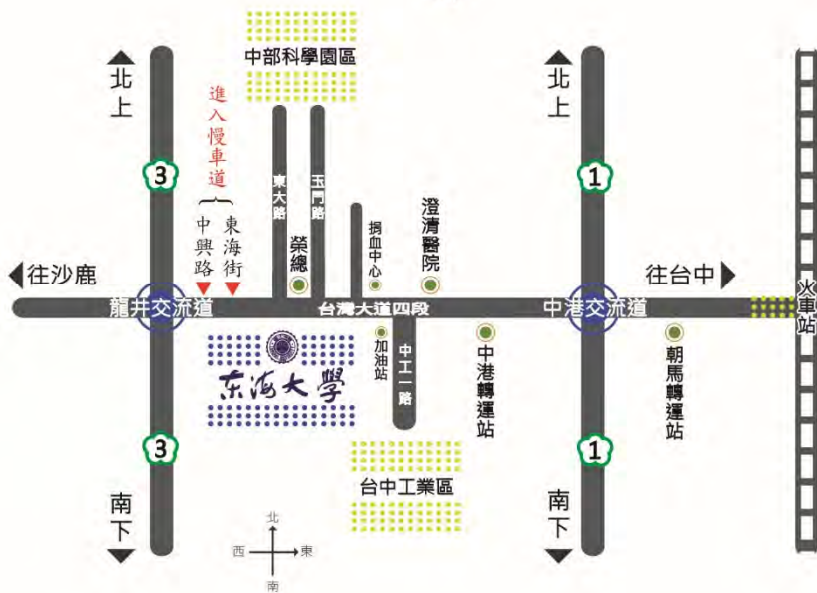 中部科學園區
北上
北上
進入慢車道
3
1
東大路
玉門路
中興路
東海街
榮總
捐血中心
澄清醫院
往沙鹿
往台中
龍井交流道
台灣大道四段
中港交流道
火車站
東海大學
加油站
中工一路
中港轉運站
朝馬轉運站
3
1
台中工業區
南下
南下
北
西
東
南